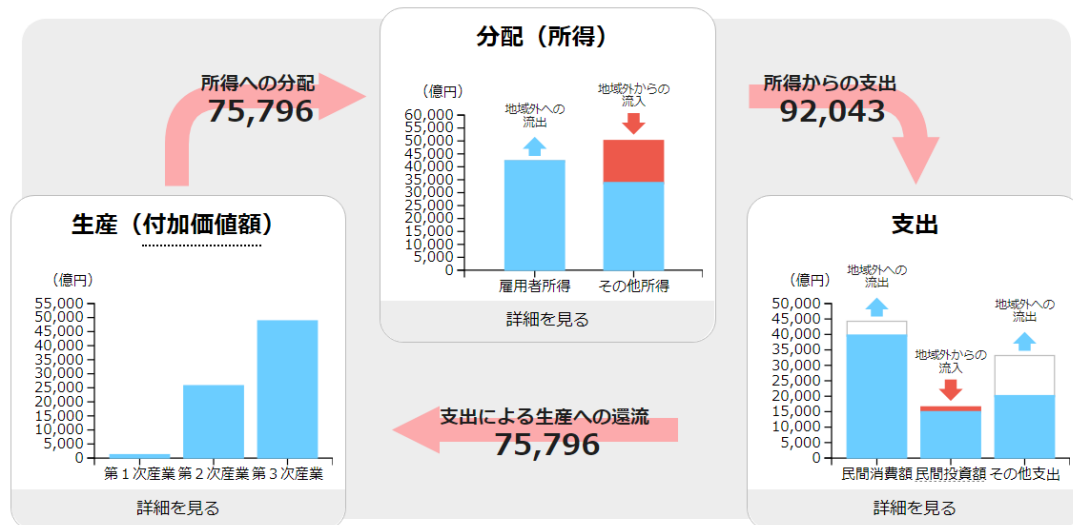 分配（所得）
所得への分配
75,796
（億円）
地域外への
流出
地域外からの
流入
60,000
55,000
50,000
45,000
40,000
35,000
30,000
25,000
20,000
15,000
10,000
5,000
0
雇用者所得
その他所得
詳細を見る
所得からの支出
92,043
生産（付加価値額）
（億円）
55,000
50,000
45,000
40,000
35,000
30,000
25,000
20,000
15,000
10,000
5,000
0
第１次産業
第２次産業
第３次産業
詳細を見る
支出による生産への還流
75,796
支出
（億円）
地域外への
流出
地域外からの
流入
地域外への
流出
50,000
45,000
40,000
35,000
30,000
25,000
20,000
15,000
10,000
5,000
0
民間消費額
民間投資額
その他支出
詳細を見る